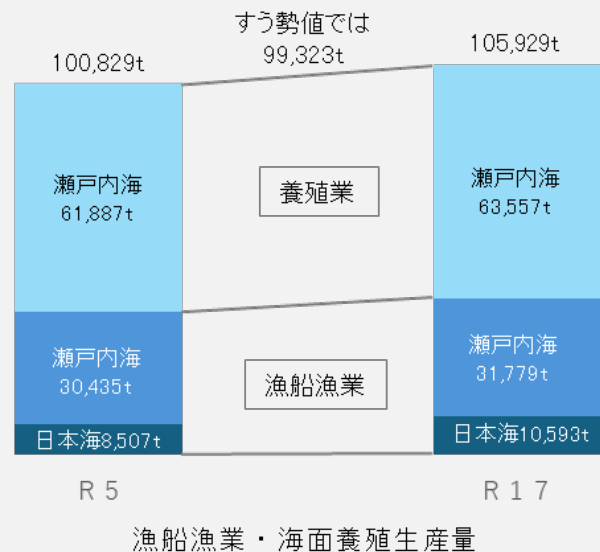 すう勢値では
99,323t
100,829t
105,929t
瀬戸内海
61,887t
養殖業
瀬戸内海
63,557t
瀬戸内海
30,435t
漁船漁業
瀬戸内海
31,779t
日本海8,507t
日本海10,593t
R5
R17
漁船漁業・海面養殖生産量